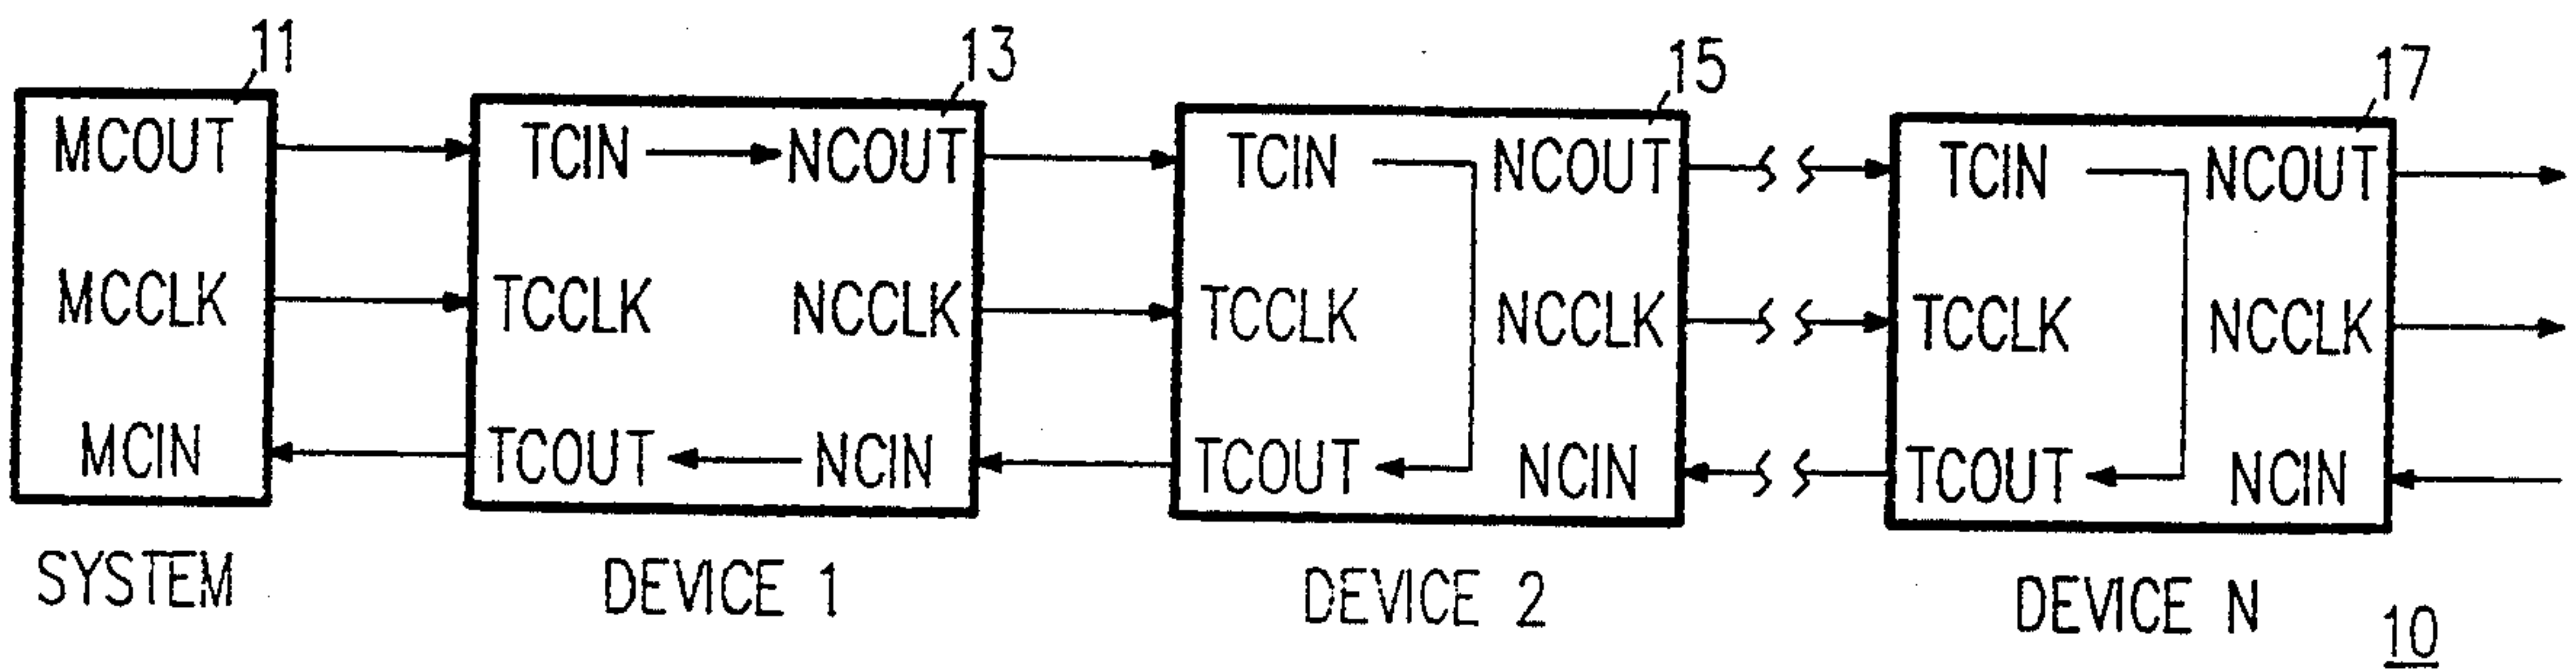 11
13
15
17
MCOUT
MCCLK
MCIN
SYSTEM
TCIN NCOUT
TCCLK NCCLK
TCOUT NCIN
DEVICE 1
TCIN NCOUT
TCCLK NCCLK
TCOUT NCIN
DEVICE 2
TCIN NCOUT
TCCLK NCCLK
TCOUT NCIN
DEVICE N
10